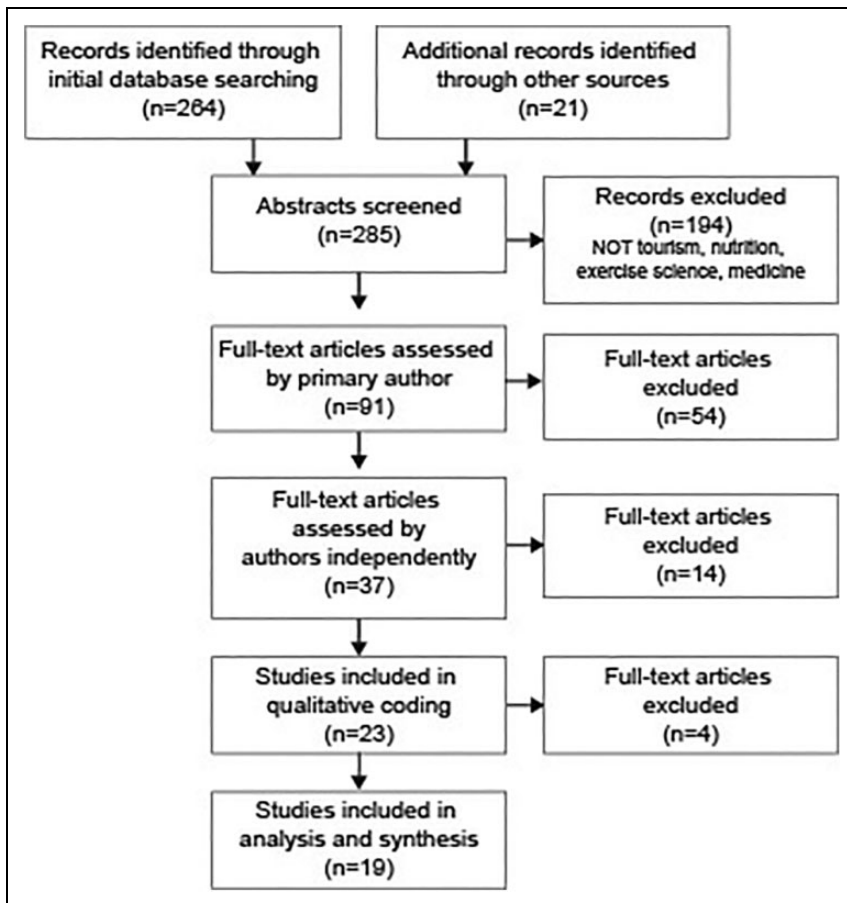 Records identified through
initial database searching
(n=264)
Additional records identified
through other sources
(n=21)
Abstracts screened
(n=285)
Records excluded
(n=194)
NOT tourism, nutrition,
exercise science, medicine
Full-text articles assessed
by primary author
(n=91)
Full-text articles
excluded
(n=54)
Full-text articles
assessed by
authors independently
(n=37)
Full-text articles
excluded
(n=14)
Studies included in
qualitative coding
(n=23)
Full-text articles
excluded
(n=4)
Studies included in
analysis and synthesis
(n=19)